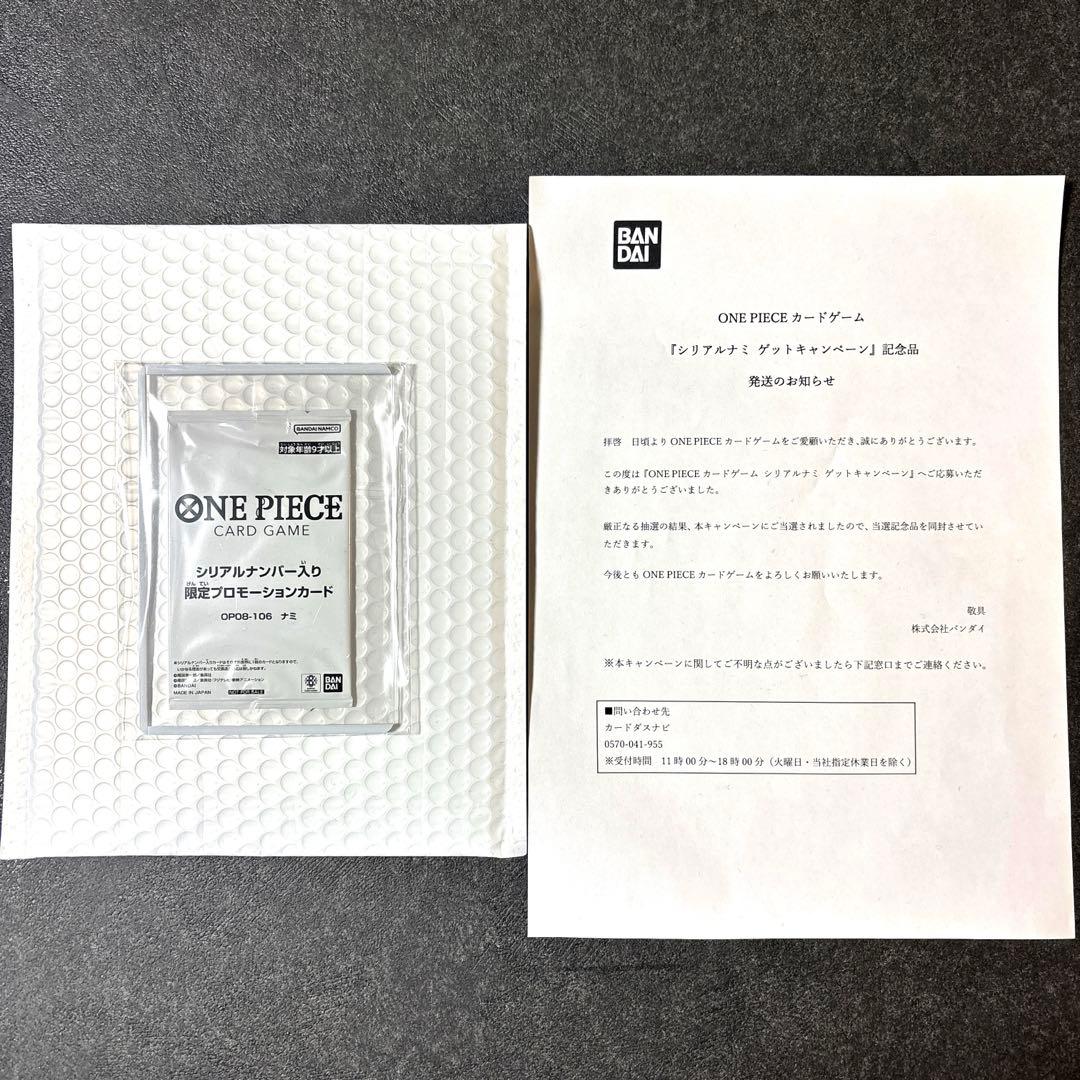 BANDAI NAMCO
対象年齢9才以上
ONE PIECE
CARD GAME
シリアルナンバー入り
限定プロモーションカード
OP08-106 ナミ
MADE IN JAPAN
NOT FOR SALE
BAN
DAI
BAN
DAI
ONE PIECE カードゲーム
『シリアルナミ ゲットキャンペーン』記念品
発送のお知らせ
拝啓 日頃より ONE PIECE カードゲームをご愛顧いただき、誠にありがとうございます。
この度は『ONE PIECE カードゲーム シリアルナミ ゲットキャンペーン』へご応募いただ
きありがとうございました。
厳正なる抽選の結果、本キャンペーンにご当選されましたので、当選記念品を同封させてい
ただきます。
今後とも ONE PIECE カードゲームをよろしくお願いいたします。
敬具
株式会社バンダイ
※本キャンペーンに関してご不明な点がございましたら下記窓口までご連絡ください。
■問い合わせ先
カードダスナビ
0570-041-955
※受付時間 11時00分～18時00分（火曜日・当社指定休業日を除く）